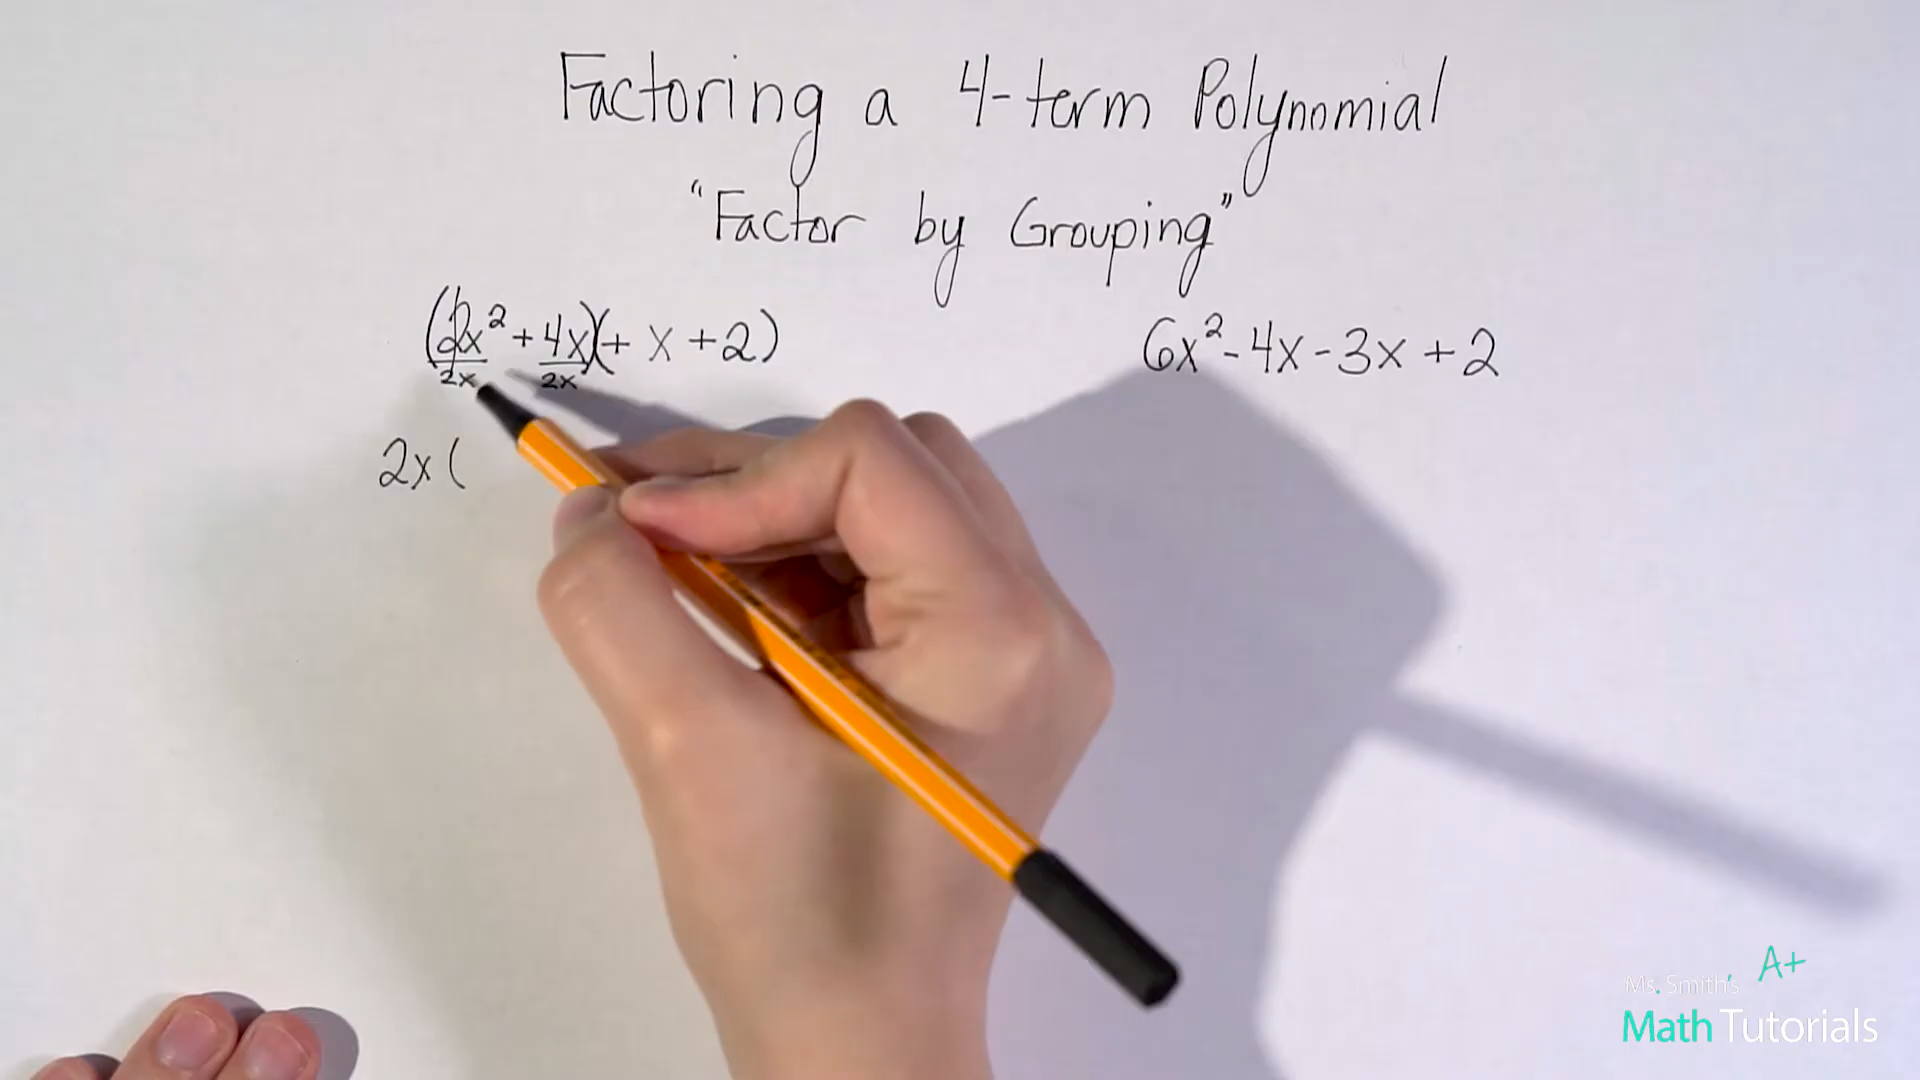 Factoring a 4-term Polynomial
"Factor by Grouping"
(2x² + 4x)(+ x + 2)
2x 2x
2x (
6x² - 4x - 3x + 2
Ms. Smith's A+
Math Tutorials